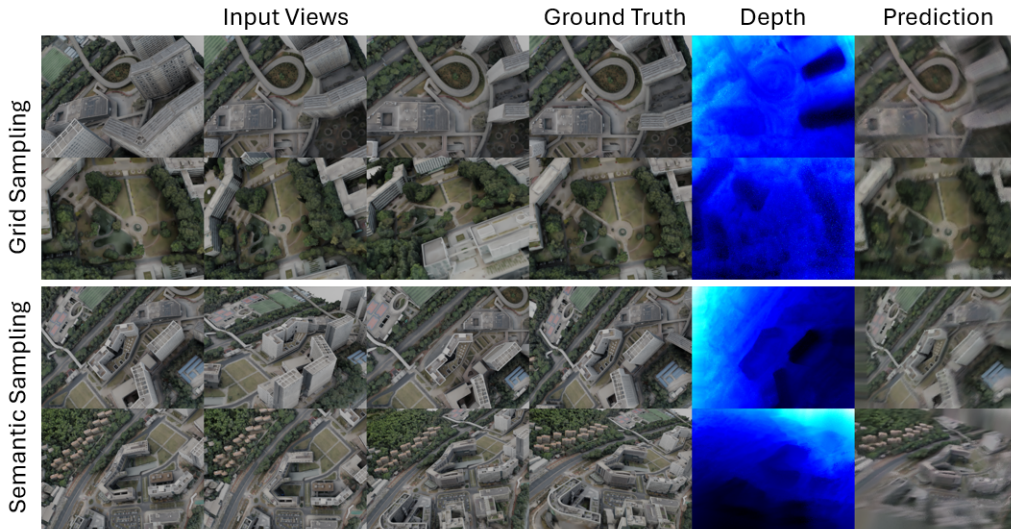 Input Views
Ground Truth
Depth
Prediction
Grid Sampling
Semantic Sampling